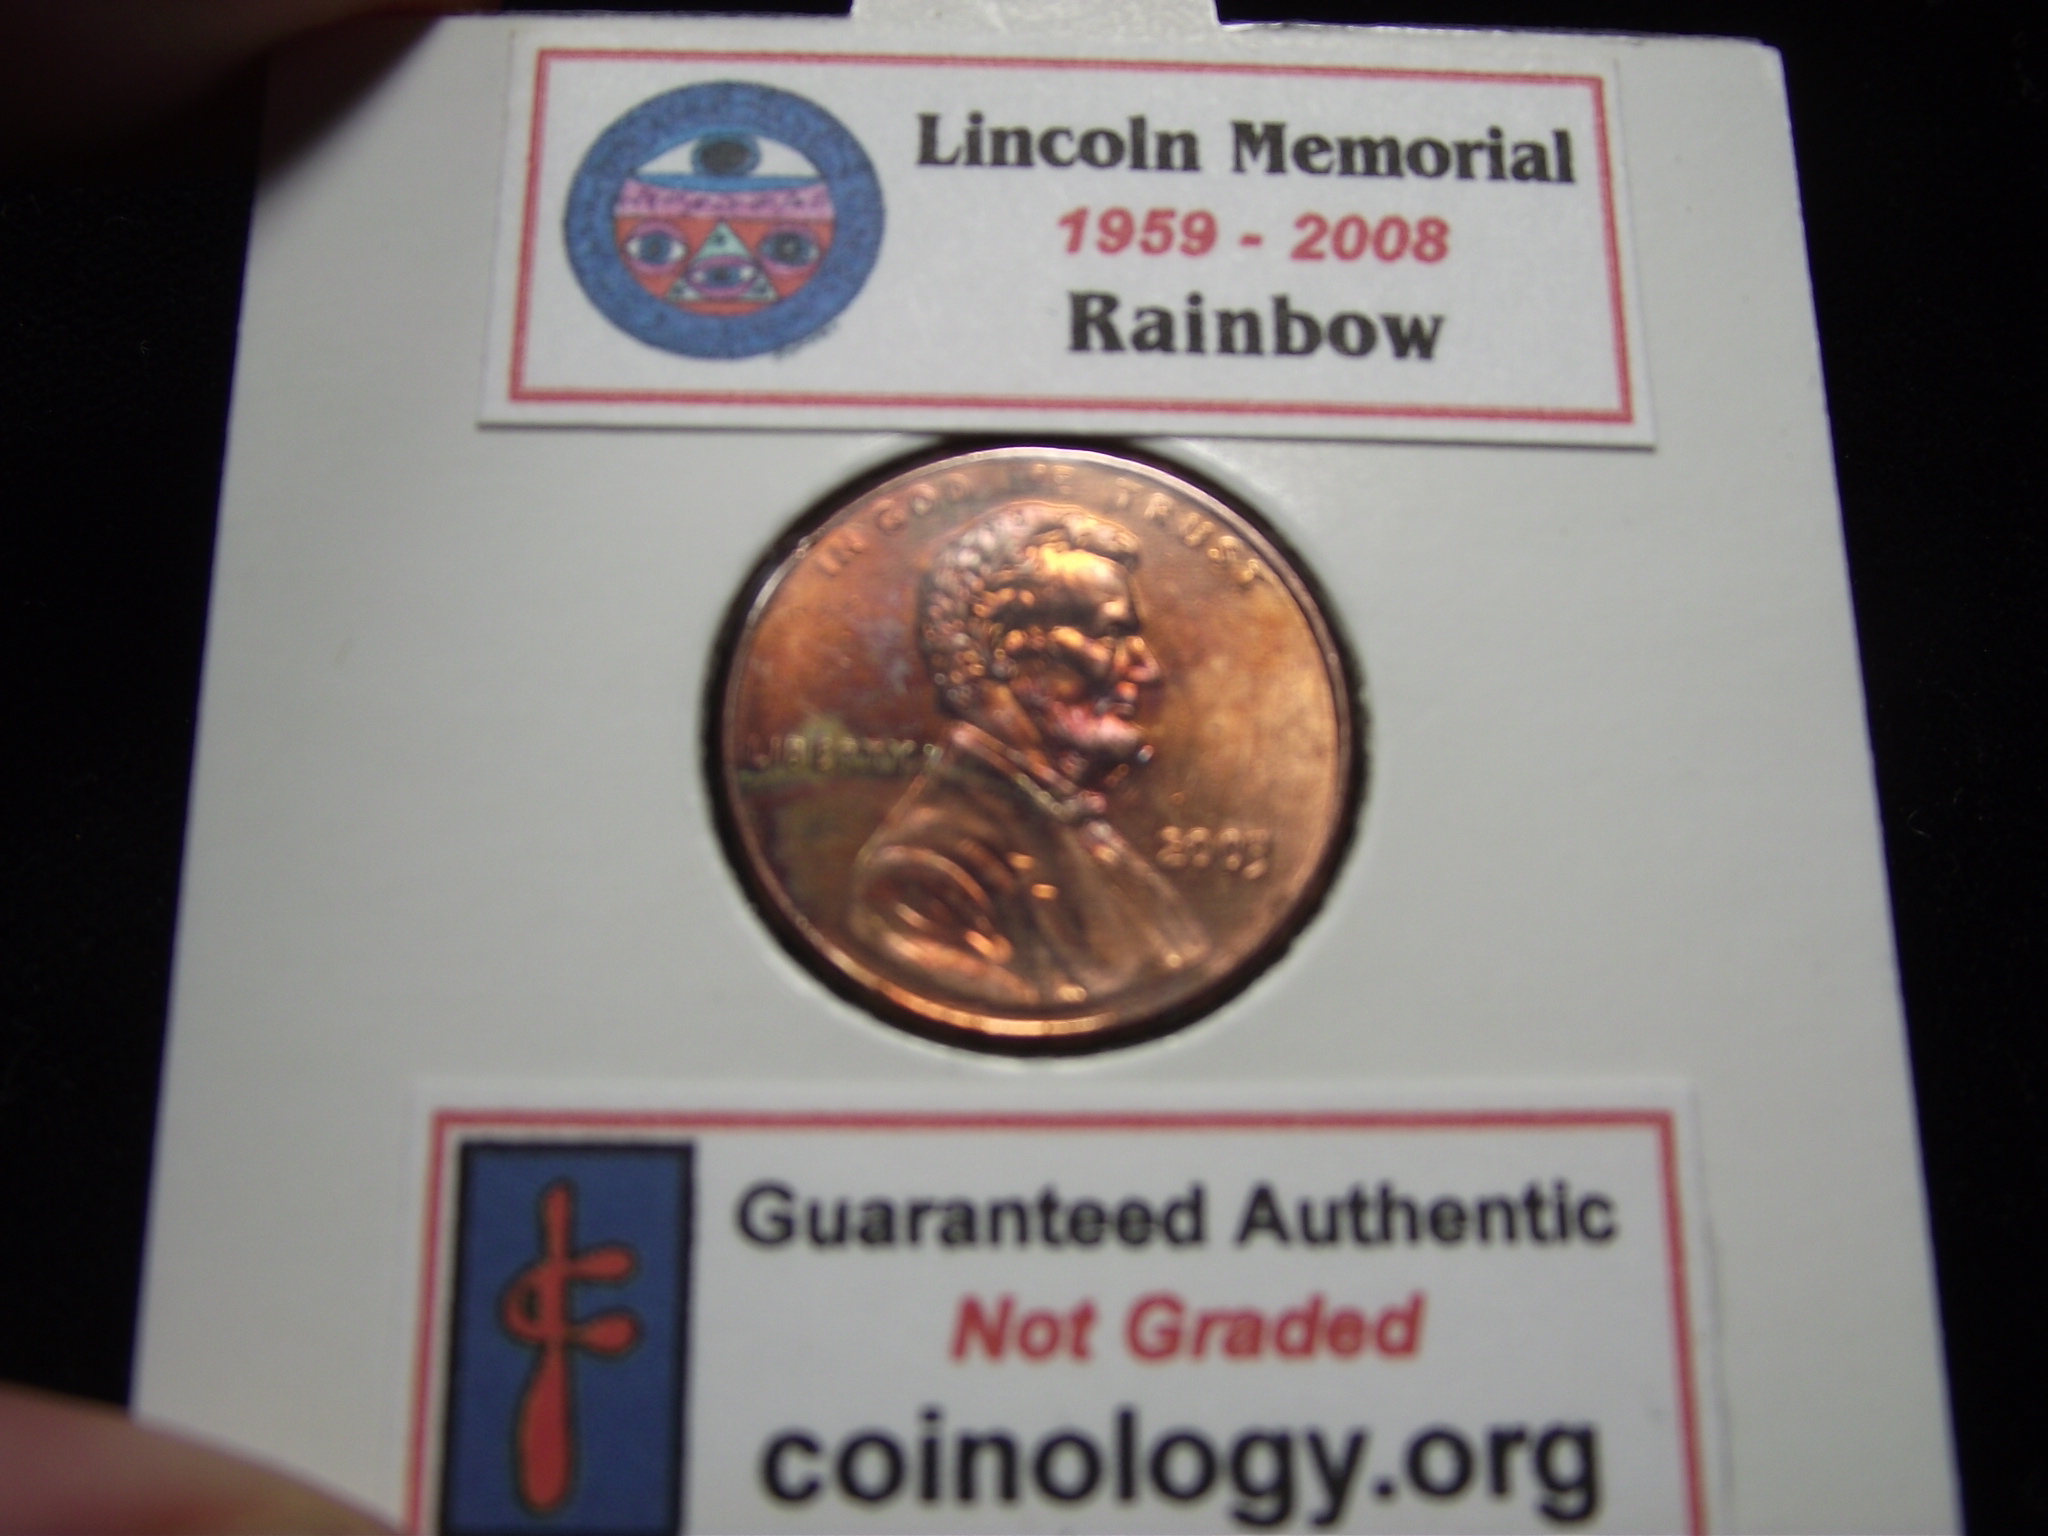 Lincoln Memorial
1959 - 2008
Rainbow
IN GOD WE TRUST
LIBERTY
Guaranteed Authentic
Not Graded
coinology.org